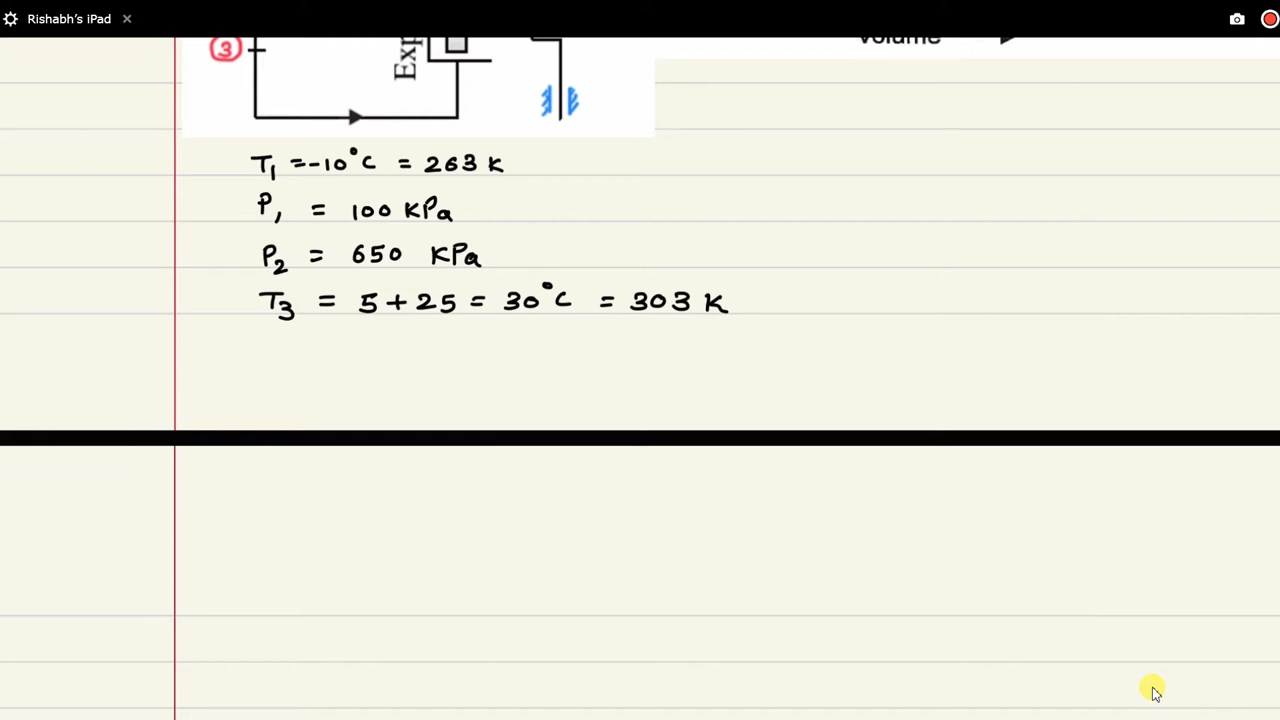 Rishabh's iPad ×
③
Exp
volume
T₁ = -10°C = 263 K
P₁ = 100 KPa
P₂ = 650 KPa
T₃ = 5 + 25 = 30°C = 303 K